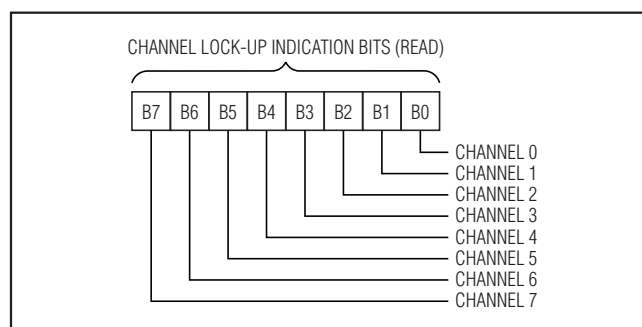 CHANNEL LOCK-UP INDICATION BITS (READ)
B7 B6 B5 B4 B3 B2 B1 B0
CHANNEL 0
CHANNEL 1
CHANNEL 2
CHANNEL 3
CHANNEL 4
CHANNEL 5
CHANNEL 6
CHANNEL 7